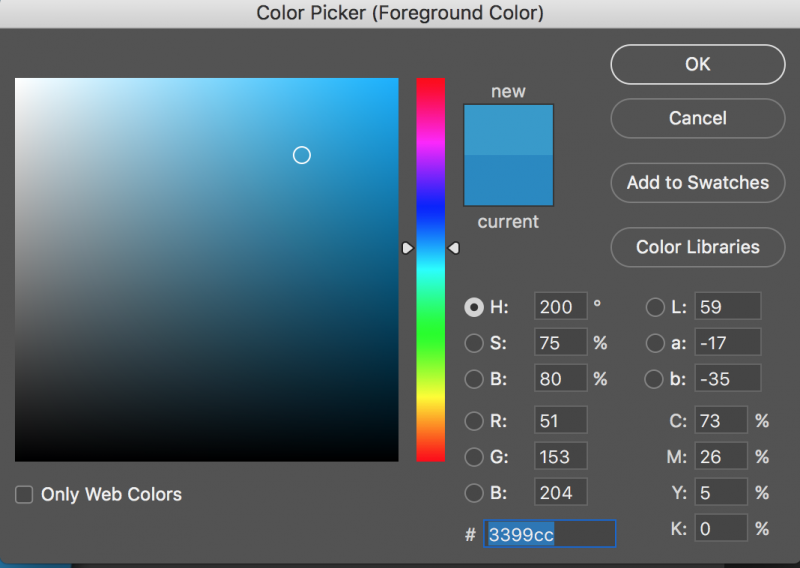 Color Picker (Foreground Color)
new
current
OK
Cancel
Add to Swatches
Color Libraries
H: 200 °
S: 75 %
B: 80 %
R: 51
G: 153
B: 204
# 3399cc
L: 59
a: -17
b: -35
C: 73 %
M: 26 %
Y: 5 %
K: 0 %
Only Web Colors